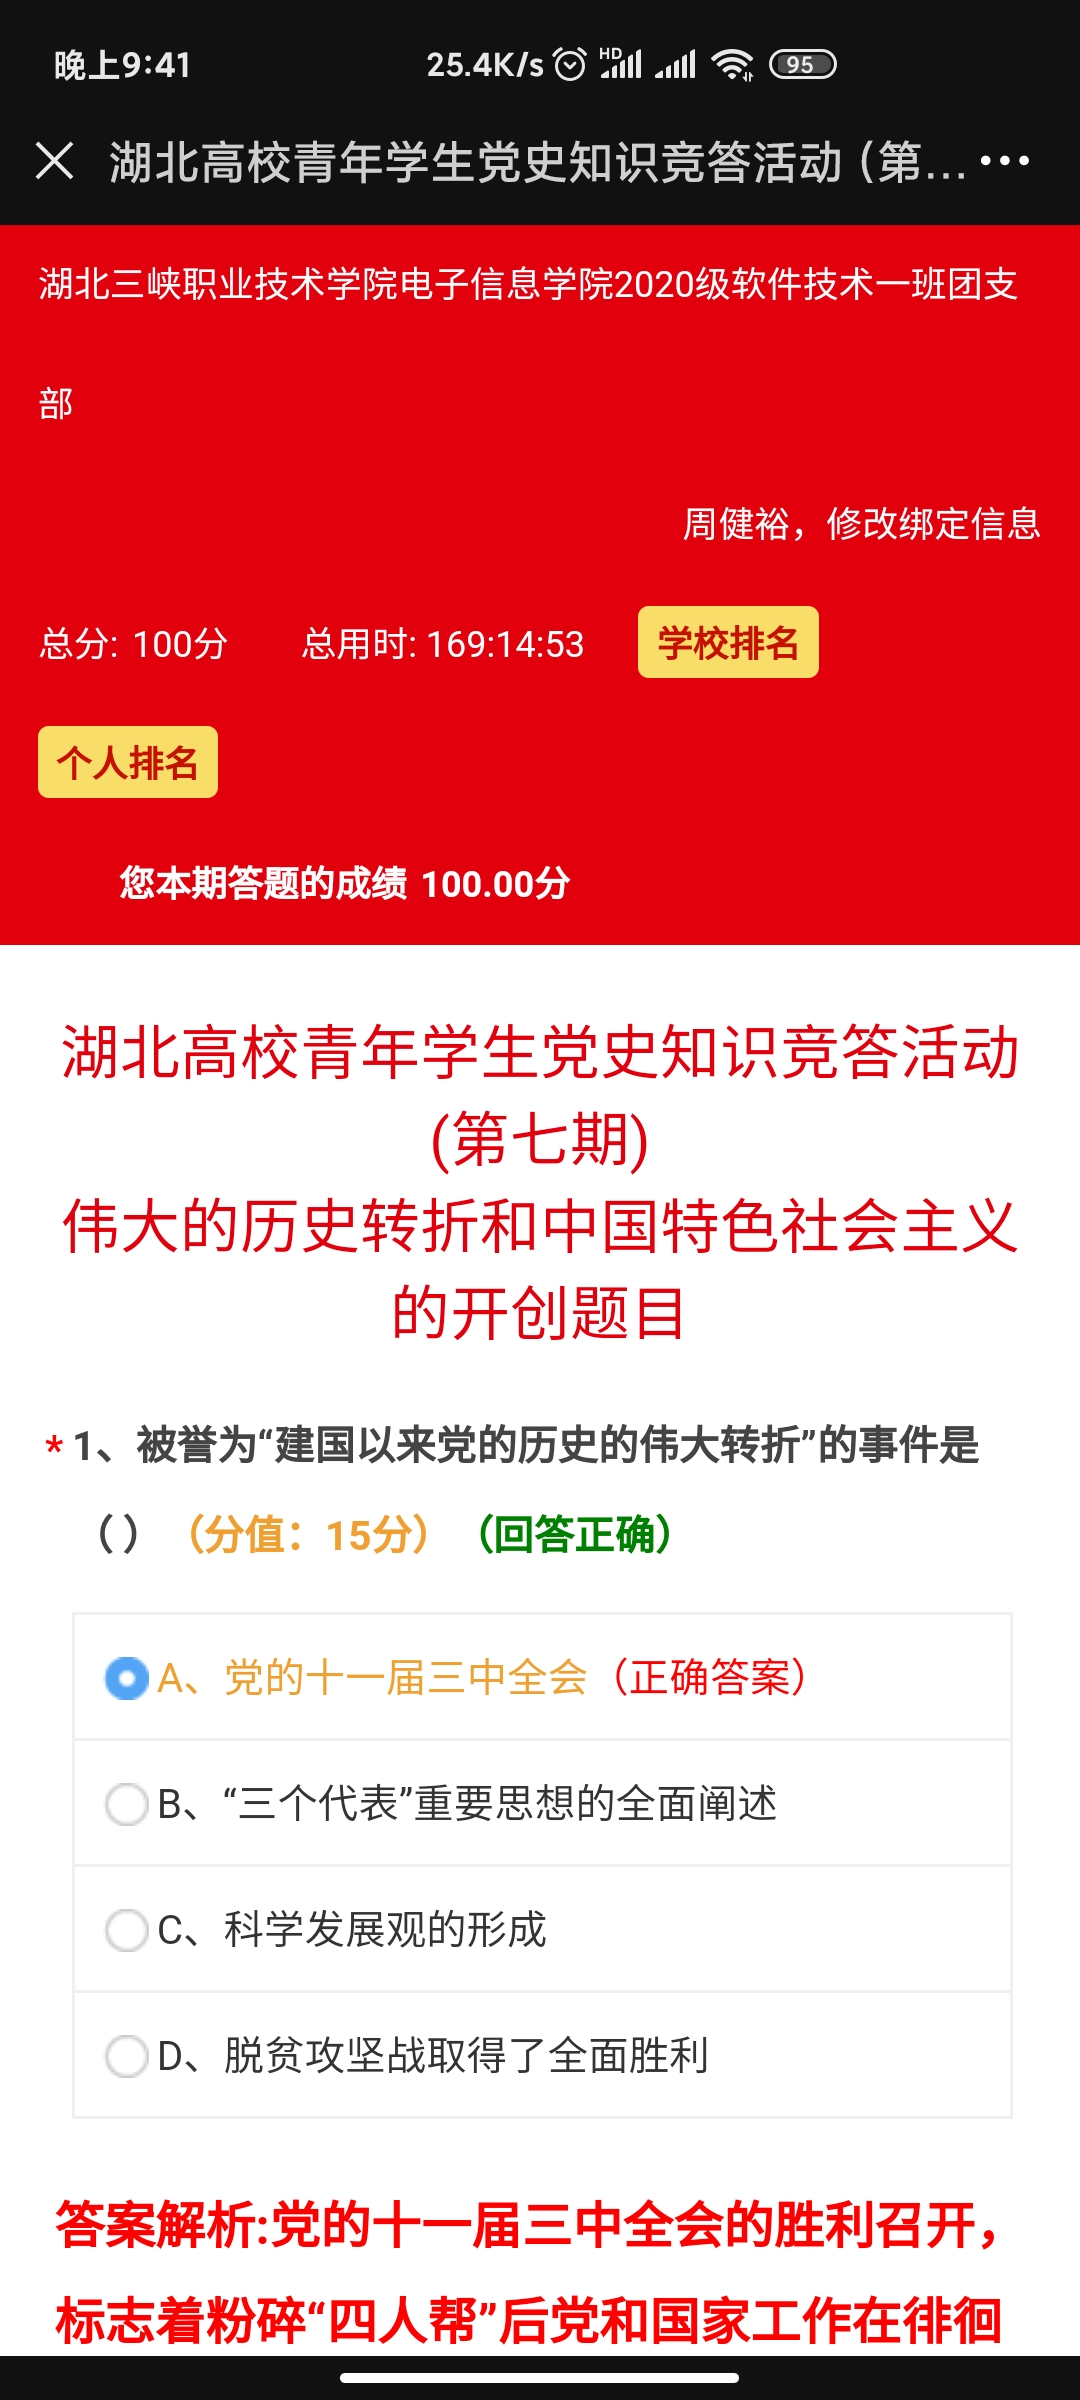 晚上9:41
25.4K/s HD 95
湖北高校青年学生党史知识竞答活动（第...
湖北三峡职业技术学院电子信息学院2020级软件技术一班团支
部
周健裕，修改绑定信息
总分: 100分 总用时: 169:14:53 学校排名
个人排名
您本期答题的成绩 100.00分
湖北高校青年学生党史知识竞答活动
(第七期)
伟大的历史转折和中国特色社会主义
的开创题目
* 1、被誉为“建国以来党的历史的伟大转折”的事件是
（ ）（分值：15分）（回答正确）
A、党的十一届三中全会（正确答案）
B、“三个代表”重要思想的全面阐述
C、科学发展观的形成
D、脱贫攻坚战取得了全面胜利
答案解析:党的十一届三中全会的胜利召开，
标志着粉碎“四人帮”后党和国家工作在徘徊